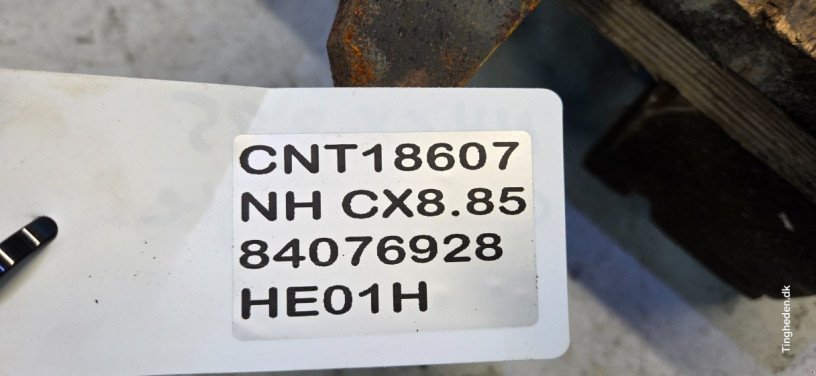 CNT18607
NH CX8.85
84076928
HE01H
Tingheden.dk